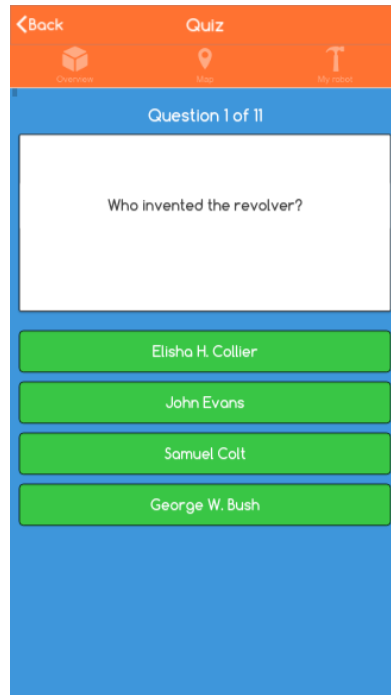 Back
Quiz
Overview
Map
My robot
Question 1 of 11
Who invented the revolver?
Elisha H. Collier
John Evans
Samuel Colt
George W. Bush